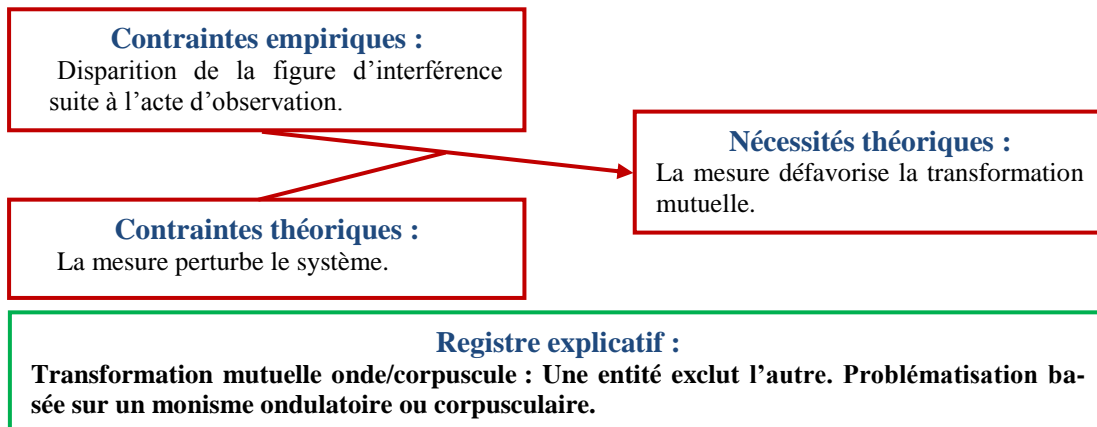 Contraintes empiriques :
Disparition de la figure d’interférence
suite à l’acte d’observation.
Nécessités théoriques :
La mesure défavorise la transformation
mutuelle.
Contraintes théoriques :
La mesure perturbe le système.
Registre explicatif :
Transformation mutuelle onde/corpuscule : Une entité exclut l’autre. Problématisation ba-
sée sur un monisme ondulatoire ou corpusculaire.